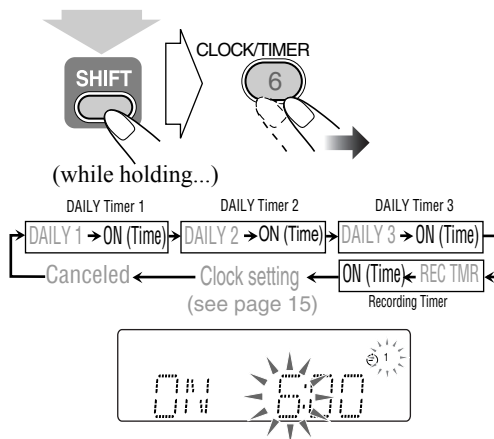 CLOCK/TIMER
SHIFT
6
(while holding...)
DAILY Timer 1 DAILY Timer 2 DAILY Timer 3
DAILY 1 → ON (Time) → DAILY 2 → ON (Time) → DAILY 3 → ON (Time)
Canceled ← Clock setting ← ON (Time) ← REC TMR
(see page 15) Recording Timer
1
ON 6:00